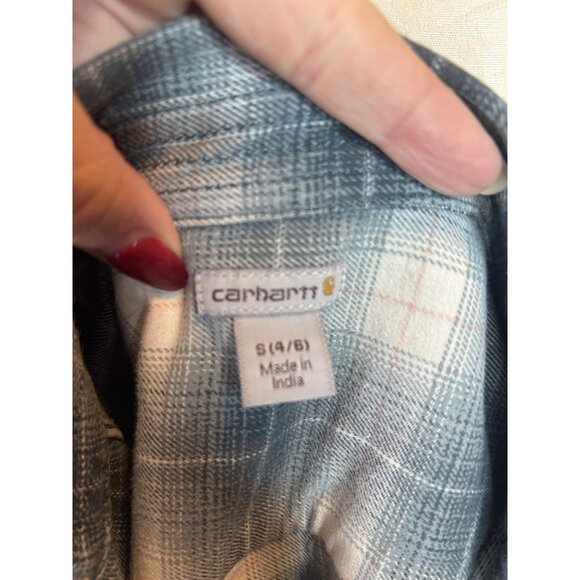 carhartt
S (4/6)
Made in
India